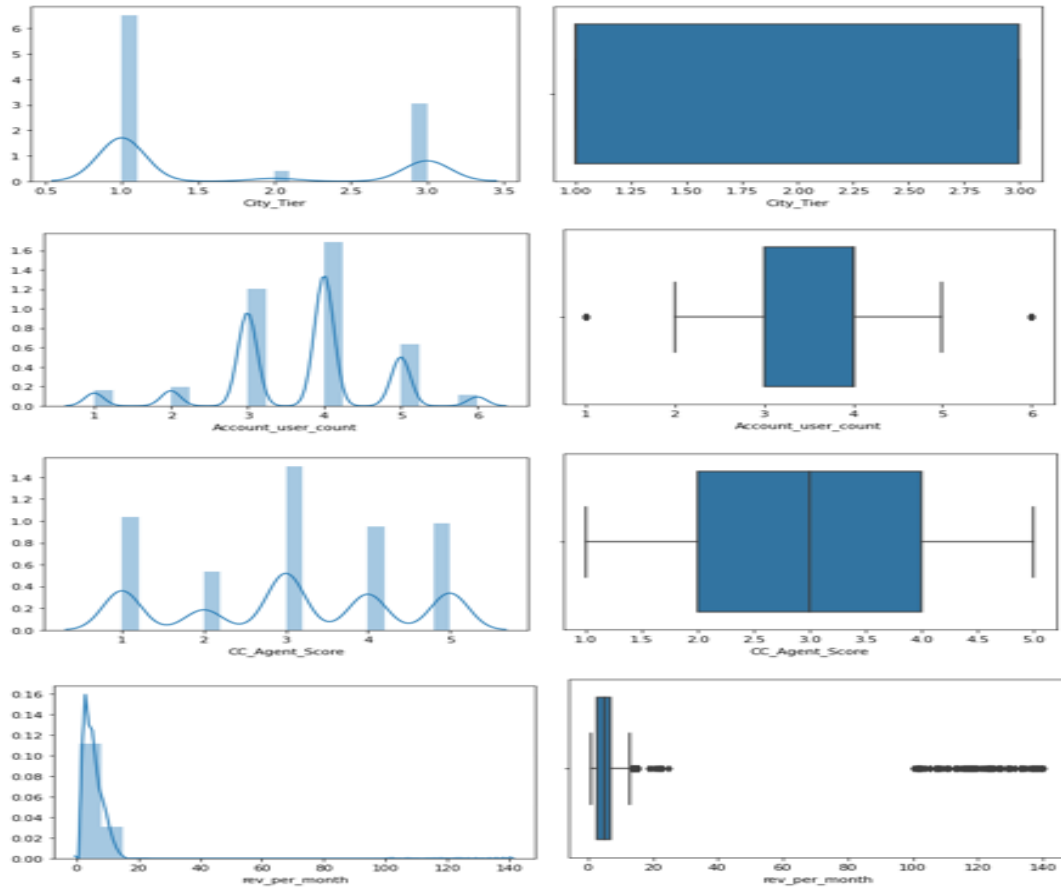 6
5
4
3
2
1
0
0.5 1.0 1.5 2.0 2.5 3.0 3.5
City_Tier
1.00 1.25 1.50 1.75 2.00 2.25 2.50 2.75 3.00
City_Tier
1.6
1.4
1.2
1.0
0.8
0.6
0.4
0.2
0.0
1 2 3 4 5 6
Account_user_count
1 2 3 4 5 6
Account_user_count
1.4
1.2
1.0
0.8
0.6
0.4
0.2
0.0
1 2 3 4 5
CC_Agent_Score
1.0 1.5 2.0 2.5 3.0 3.5 4.0 4.5 5.0
CC_Agent_Score
0.16
0.14
0.12
0.10
0.08
0.06
0.04
0.02
0.00
0 20 40 60 80 100 120 140
rev_per_month
0 20 40 60 80 100 120 140
rev_per_month